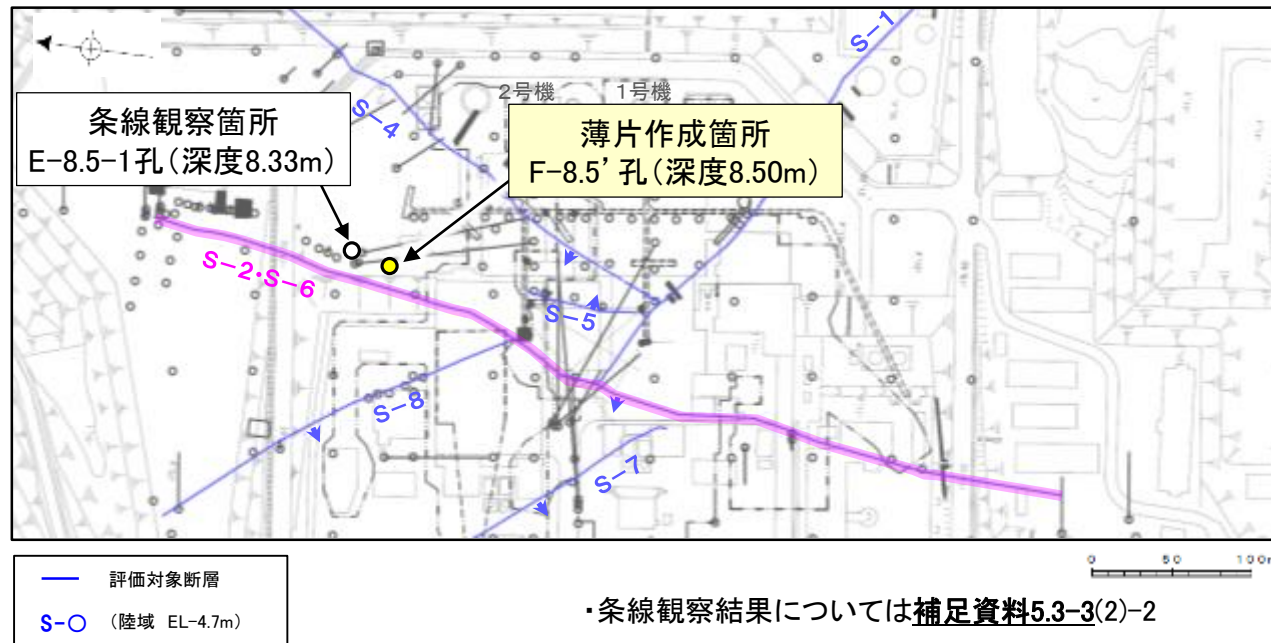 S-1
2号機
1号機
S-4
条線観察箇所
E-8.5-1孔(深度8.33m)
薄片作成箇所
F-8.5’孔(深度8.50m)
S-2・S-6
S-5
S-8
S-7
0 50 100m
評価対象断層
S-○ (陸域 EL-4.7m)
・条線観察結果については補足資料5.3-3(2)-2